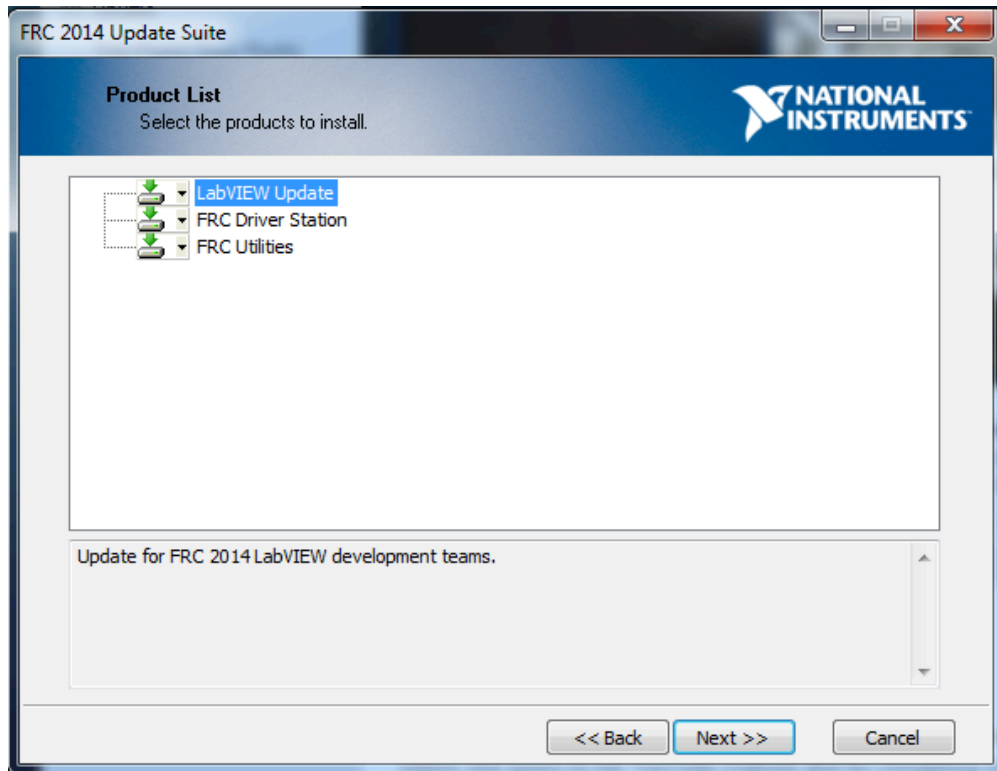 FRC 2014 Update Suite
Product List
Select the products to install.
NATIONAL
INSTRUMENTS
LabVIEW Update
FRC Driver Station
FRC Utilities
Update for FRC 2014 LabVIEW development teams.
<< Back
Next >>
Cancel